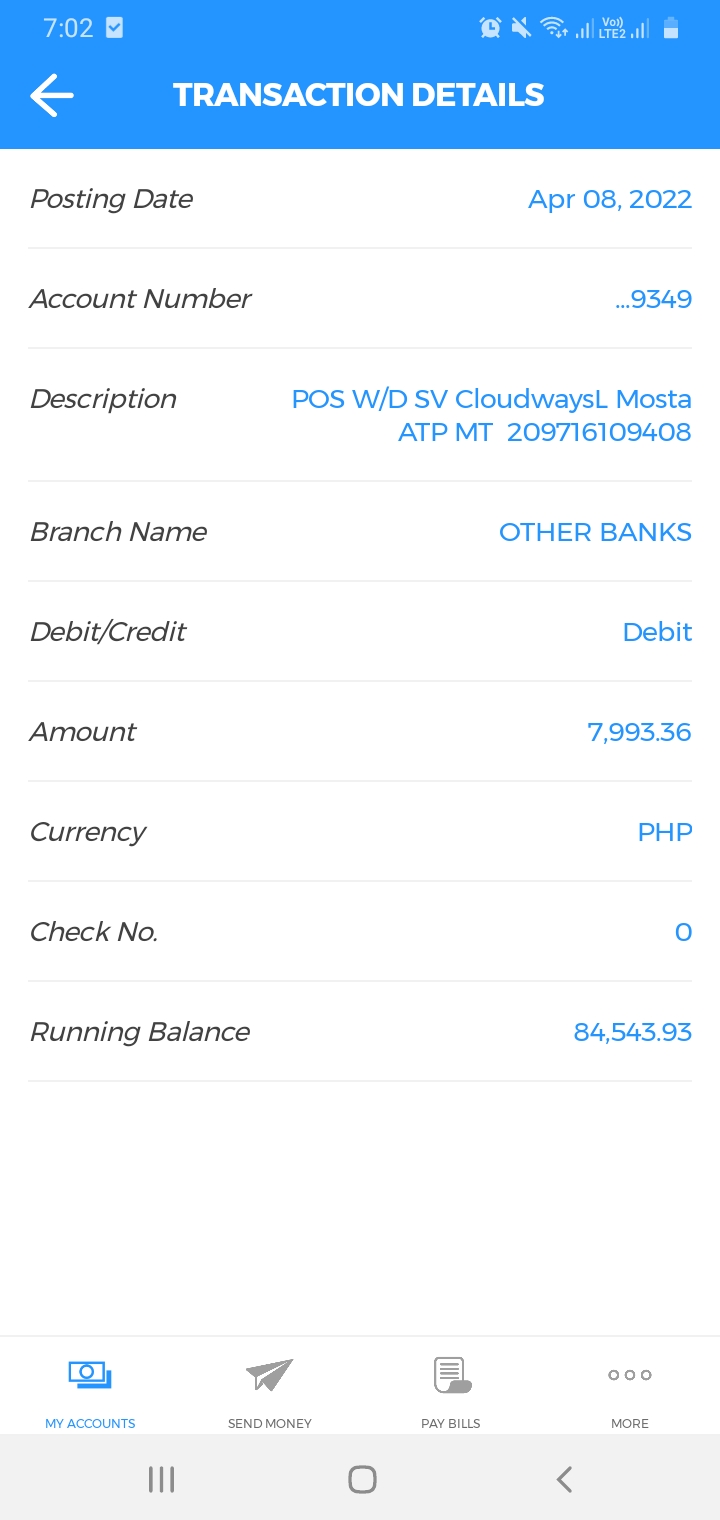 7:02 Vo)) LTE2
TRANSACTION DETAILS
Posting Date Apr 08, 2022
Account Number ...9349
Description POS W/D SV CloudwaysL Mosta
ATP MT 209716109408
Branch Name OTHER BANKS
Debit/Credit Debit
Amount 7,993.36
Currency PHP
Check No. 0
Running Balance 84,543.93
MY ACCOUNTS SEND MONEY PAY BILLS MORE